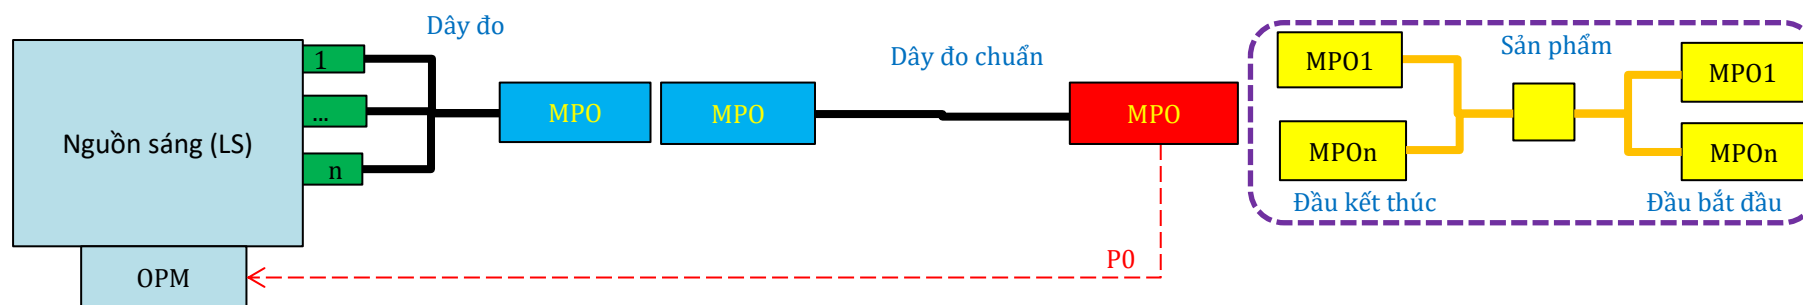 Dây đo
Nguồn sáng (LS)
1
...
n
MPO
MPO
Dây đo chuẩn
MPO
Sản phẩm
MPO1
MPOn
MPO1
MPOn
Đầu kết thúc
Đầu bắt đầu
P0
OPM